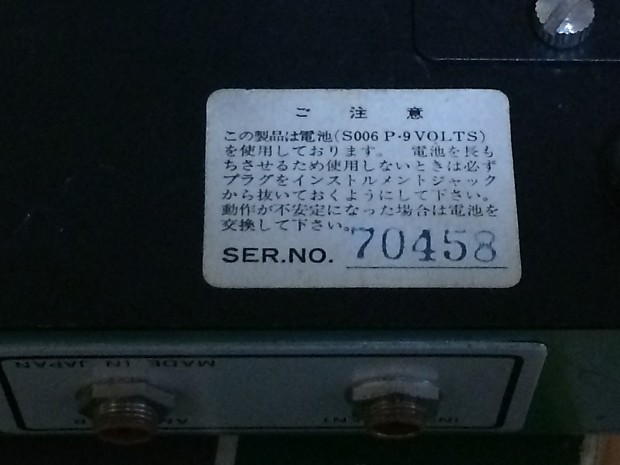 ご注意
この製品は電池(S006 P・9 VOLTS)
を使用しております。 電池を長も
ちさせるため使用しないときは必ず
プラグをインストルメントジャック
から抜いておくようにして下さい。
動作が不安定になった場合は電池を
交換して下さい。
SER.NO. 70458
MADE IN JAPAN